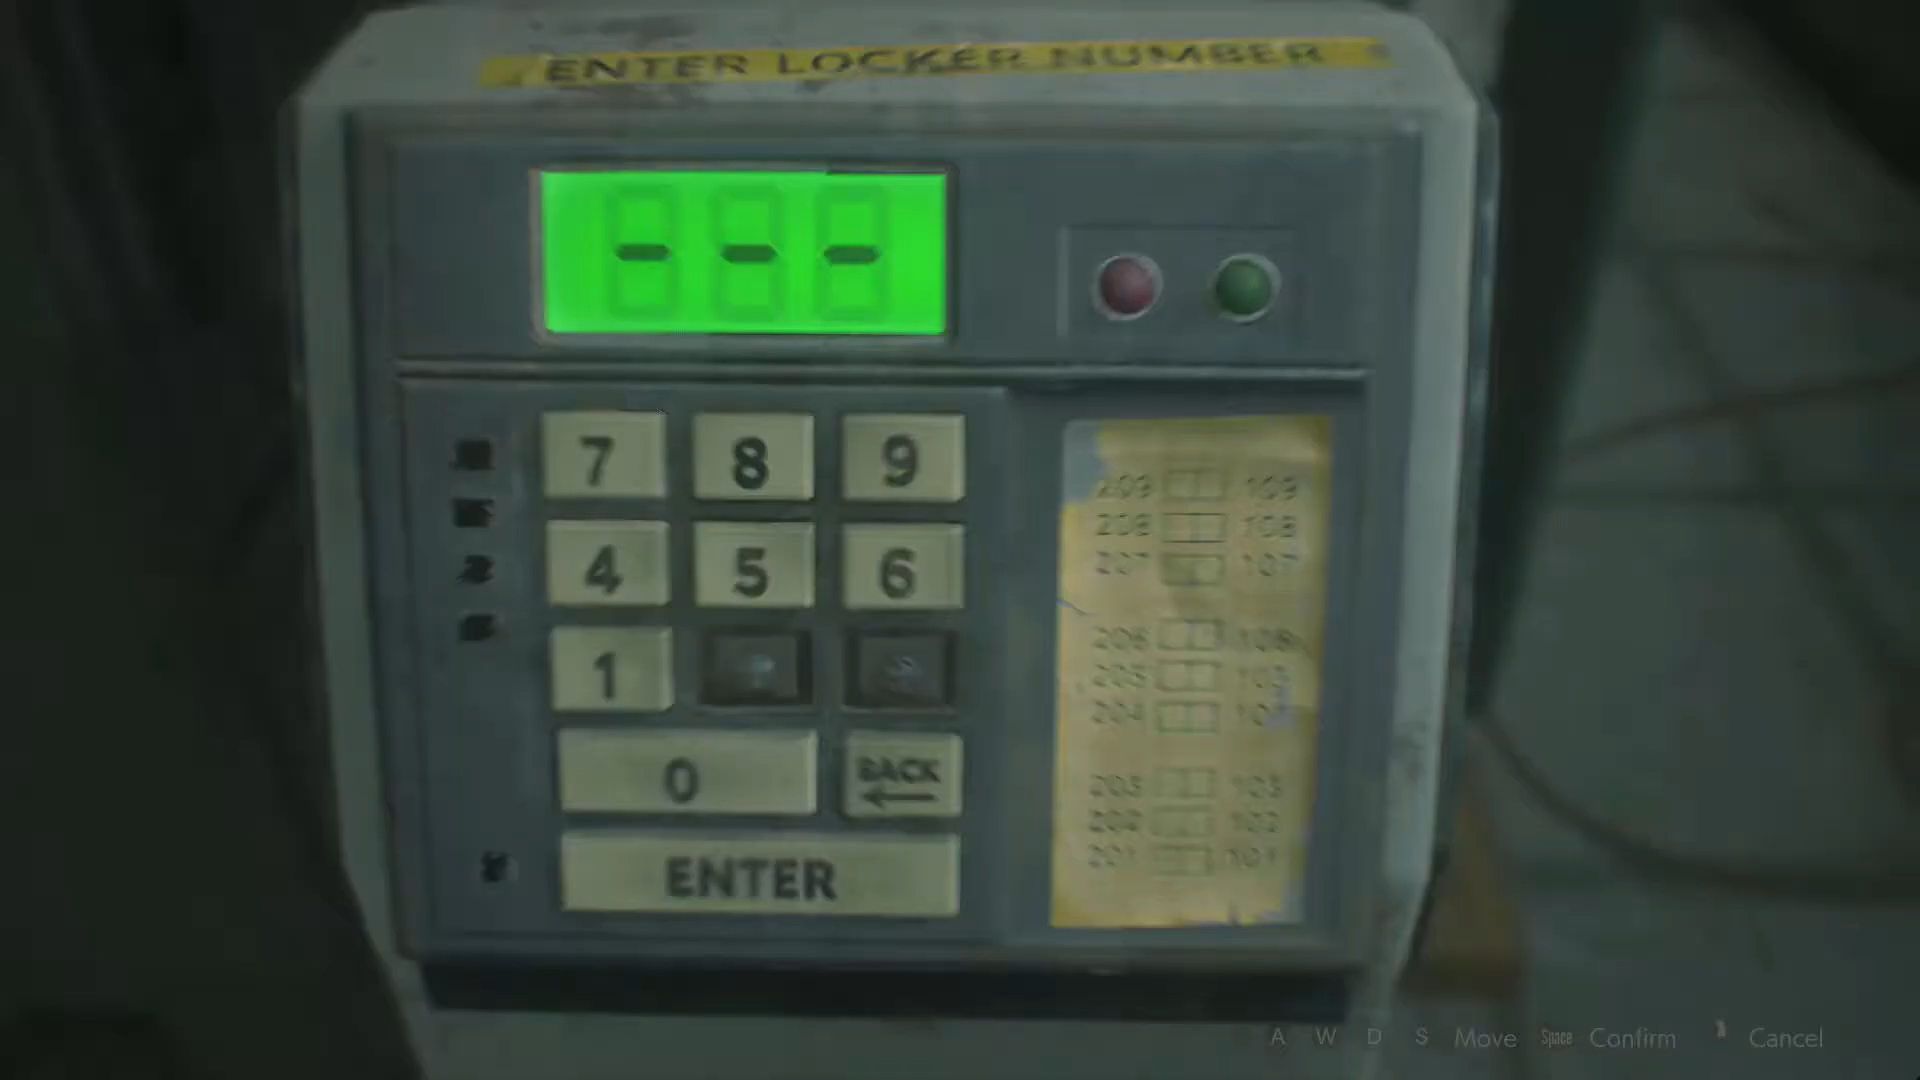 ENTER LOCKER NUMBER
7 8 9
4 5 6
1
0 BACK
ENTER
209 109
208 108
207 107
206 106
205
204
203 103
202 102
201 101
A W D S Move Space Confirm Cancel